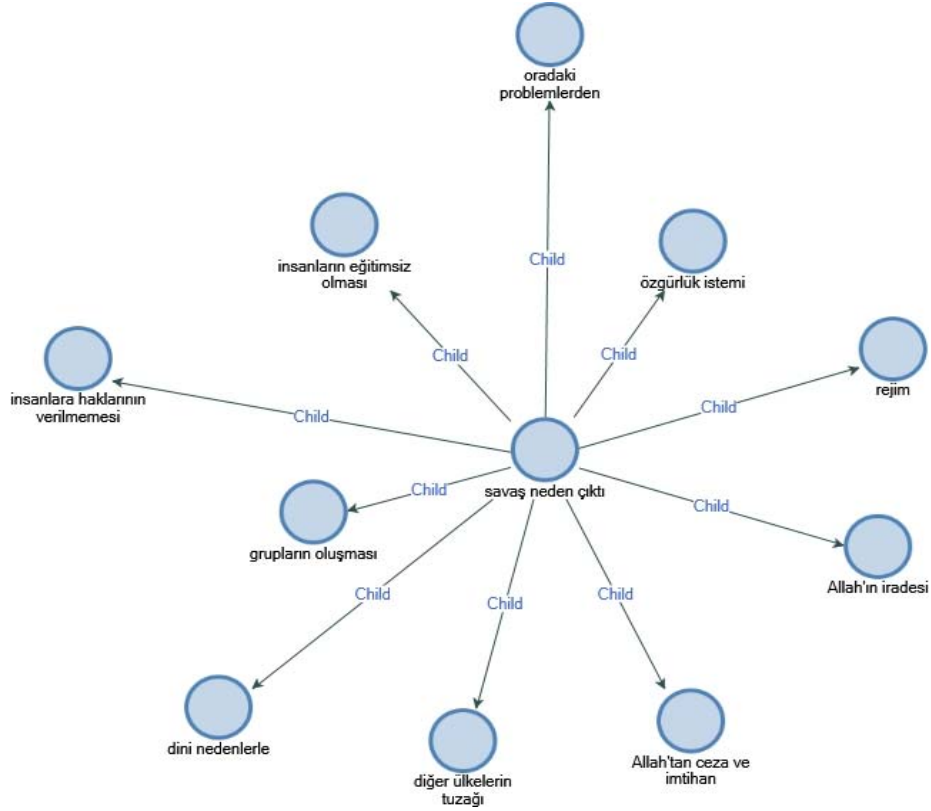 oradaki
problemlerden
Child
insanların eğitimsiz
olması
Child
özgürlük istemi
Child
insanlara haklarının
verilmemesi
Child
rejim
Child
savaş neden çıktı
grupların oluşması
Child
Allah'ın iradesi
Child
dini nedenlerle
Child
diğer ülkelerin
tuzağı
Child
Allah'tan ceza ve
imtihan
Child